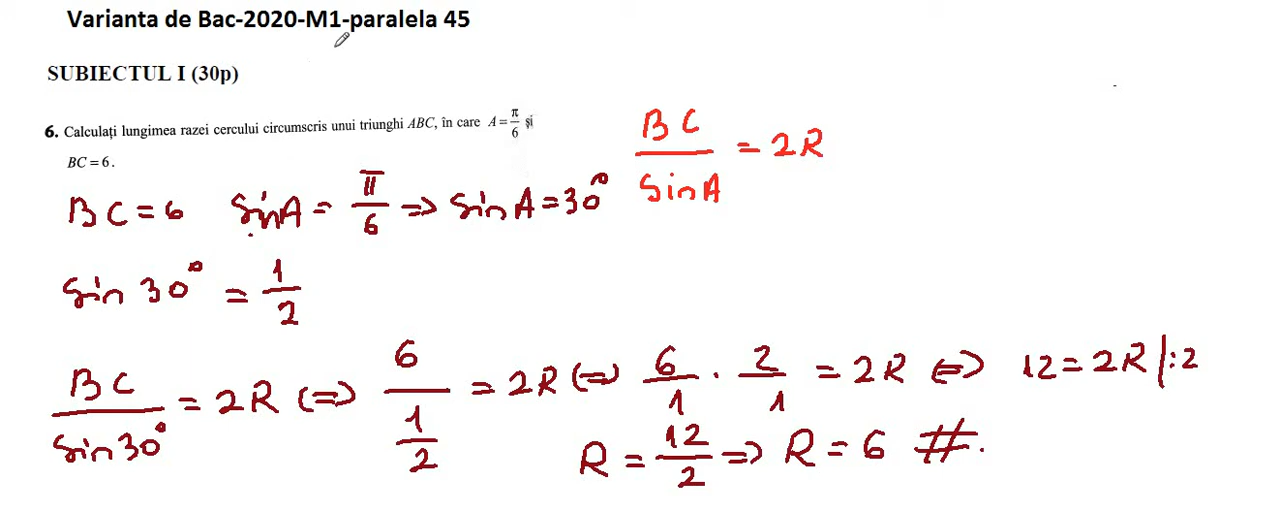 Varianta de Bac-2020-M1-paralela 45
SUBIECTUL I (30p)
6. Calculați lungimea razei cercului circumscris unui triunghi ABC, în care A = π/6 și
BC = 6.
BC/sinA = 2R
BC = 6 sinA = π/6 => sinA = 30°
sin 30° = 1/2
BC/sin30° = 2R (=) 6/(1/2) = 2R (=) 6/1 · 2/1 = 2R (=) 12 = 2R |:2
R = 12/2 => R = 6 #.